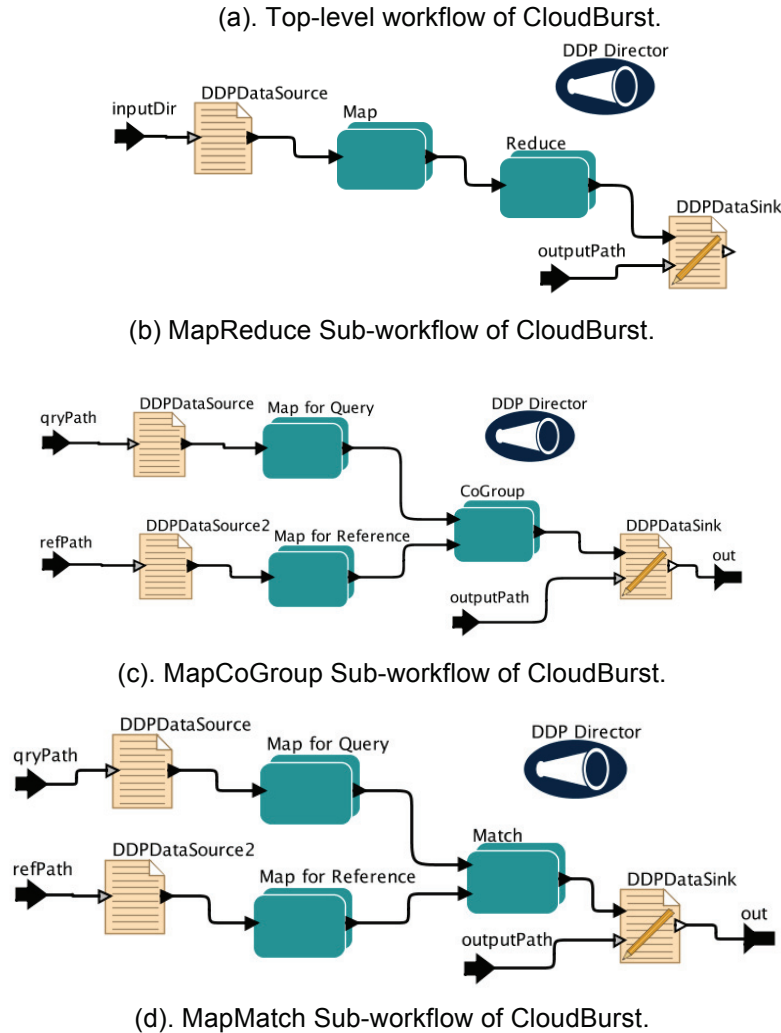 (a). Top-level workflow of CloudBurst.
DDP Director
DDPDataSource
inputDir
Map
Reduce
DDPDataSink
outputPath
(b) MapReduce Sub-workflow of CloudBurst.
DDPDataSource
Map for Query
DDP Director
qryPath
CoGroup
DDPDataSource2
Map for Reference
DDPDataSink
refPath
out
outputPath
(c). MapCoGroup Sub-workflow of CloudBurst.
DDPDataSource
Map for Query
DDP Director
qryPath
Match
DDPDataSource2
refPath
Map for Reference
DDPDataSink
out
outputPath
(d). MapMatch Sub-workflow of CloudBurst.